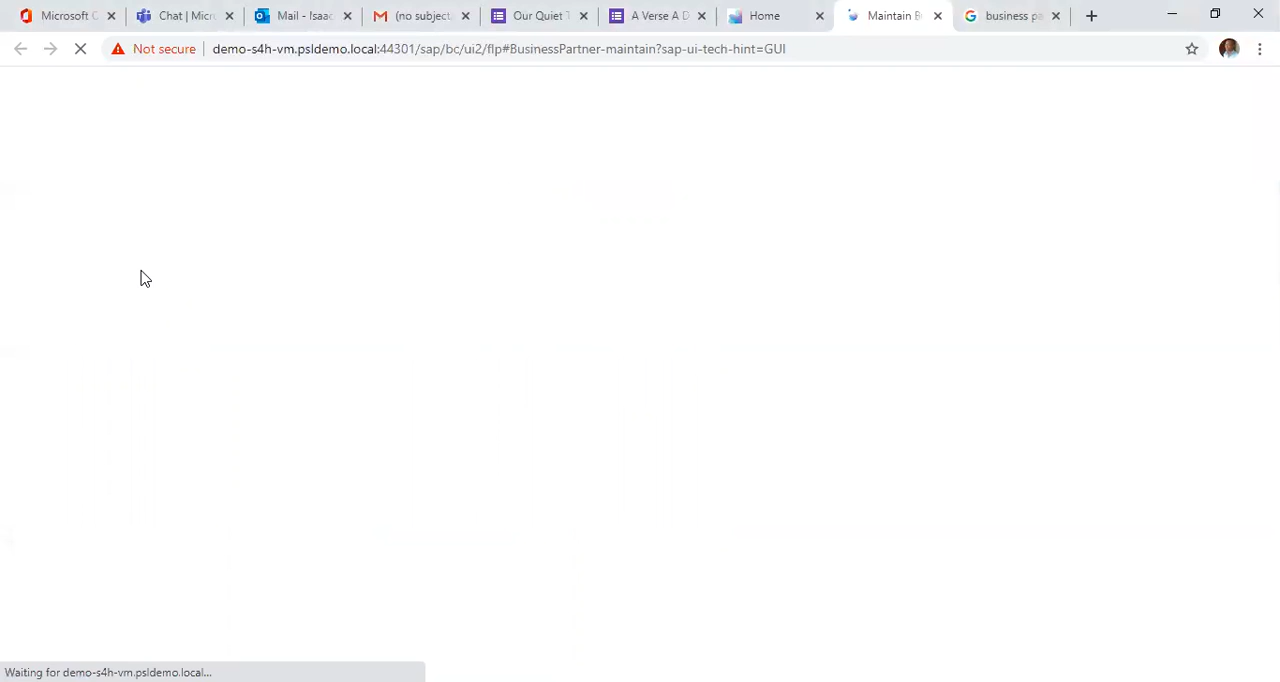 Microsoft O
Chat | Micro
Mail - Isaac
(no subject
Our Quiet T
A Verse A D
Home
Maintain B
business pa
Not secure
demo-s4h-vm.psldemo.local:44301/sap/bc/ui2/flp#BusinessPartner-maintain?sap-ui-tech-hint=GUI
Waiting for demo-s4h-vm.psldemo.local...